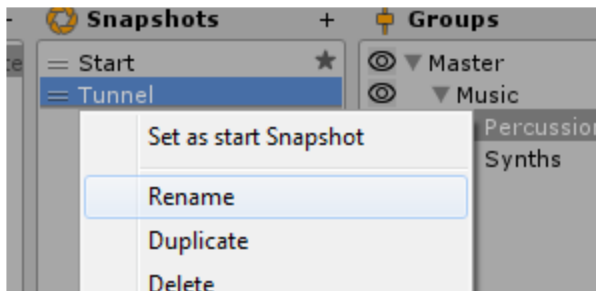 Snapshots +
Groups
Start
Master
Tunnel
Music
Set as start Snapshot
Percussion
Synths
Rename
Duplicate
Delete